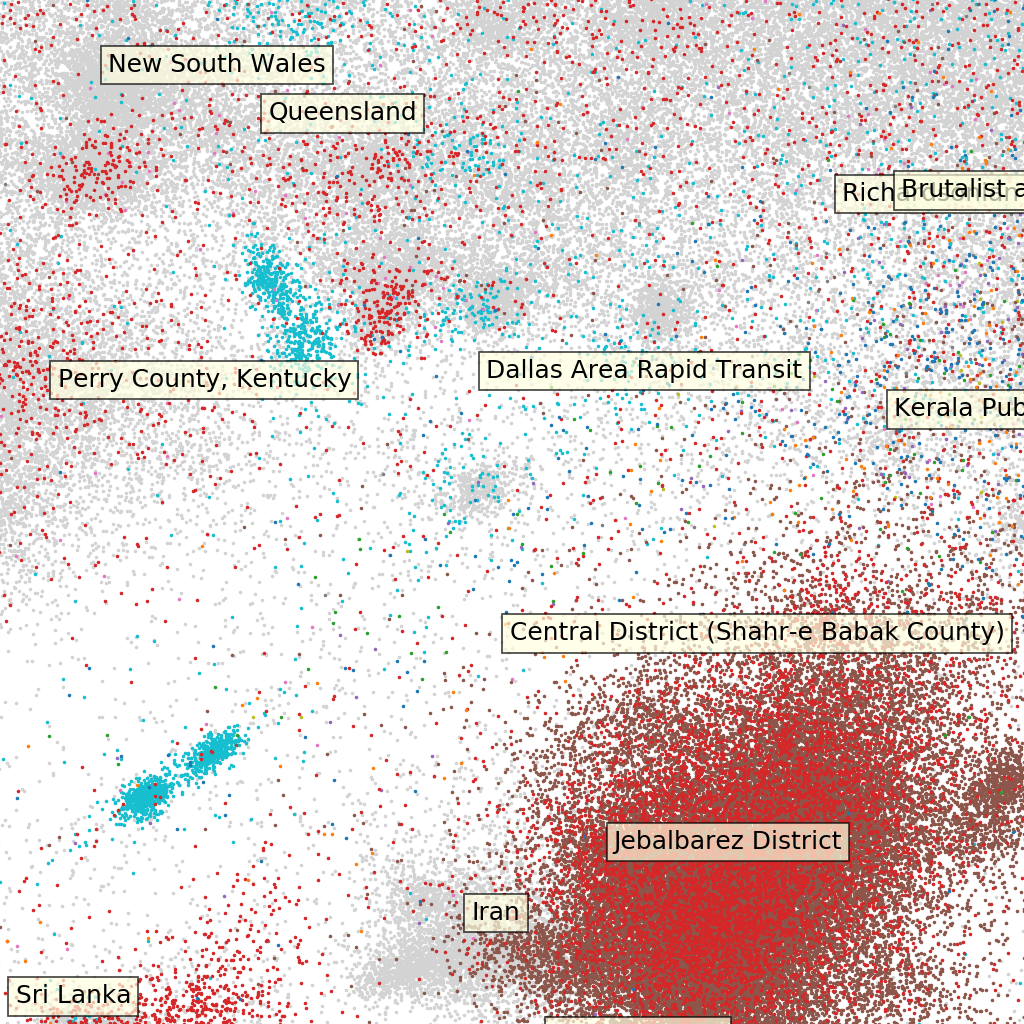 New South Wales
Queensland
Richardsonian
Brutalist a
Perry County, Kentucky
Dallas Area Rapid Transit
Kerala Pub
Central District (Shahr-e Babak County)
Jebalbarez District
Iran
Sri Lanka